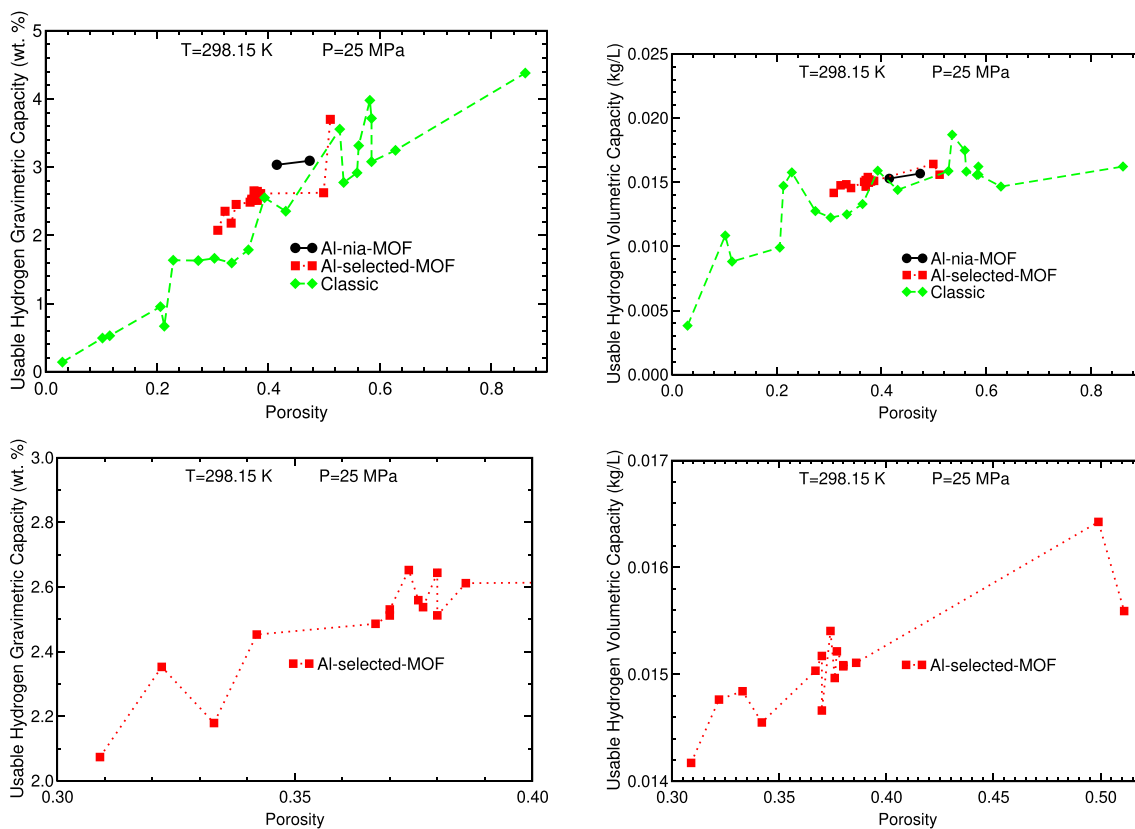 Usable Hydrogen Gravimetric Capacity (wt. %)
T=298.15 K P=25 MPa
5
4
3
2
1
0
Al-nia-MOF
Al-selected-MOF
Classic
0.0 0.2 0.4 0.6 0.8
Porosity
Usable Hydrogen Volumetric Capacity (kg/L)
T=298.15 K P=25 MPa
0.025
0.020
0.015
0.010
0.005
0.000
Al-nia-MOF
Al-selected-MOF
Classic
0.0 0.2 0.4 0.6 0.8
Porosity
Usable Hydrogen Gravimetric Capacity (wt. %)
T=298.15 K P=25 MPa
3.0
2.8
2.6
2.4
2.2
2.0
Al-selected-MOF
0.30 0.35 0.40
Porosity
Usable Hydrogen Volumetric Capacity (kg/L)
T=298.15 K P=25 MPa
0.017
0.016
0.015
0.014
Al-selected-MOF
0.30 0.35 0.40 0.45 0.50
Porosity